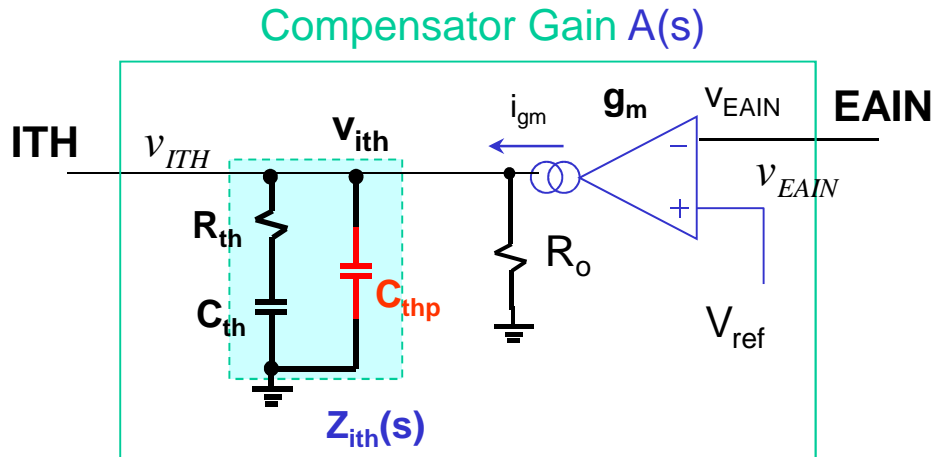 Compensator Gain A(s)
ITH
v_ITH
v_ith
i_gm
g_m
v_EAIN
EAIN
−
v_EAIN
+
R_th
C_thp
R_o
C_th
V_ref
Z_ith(s)